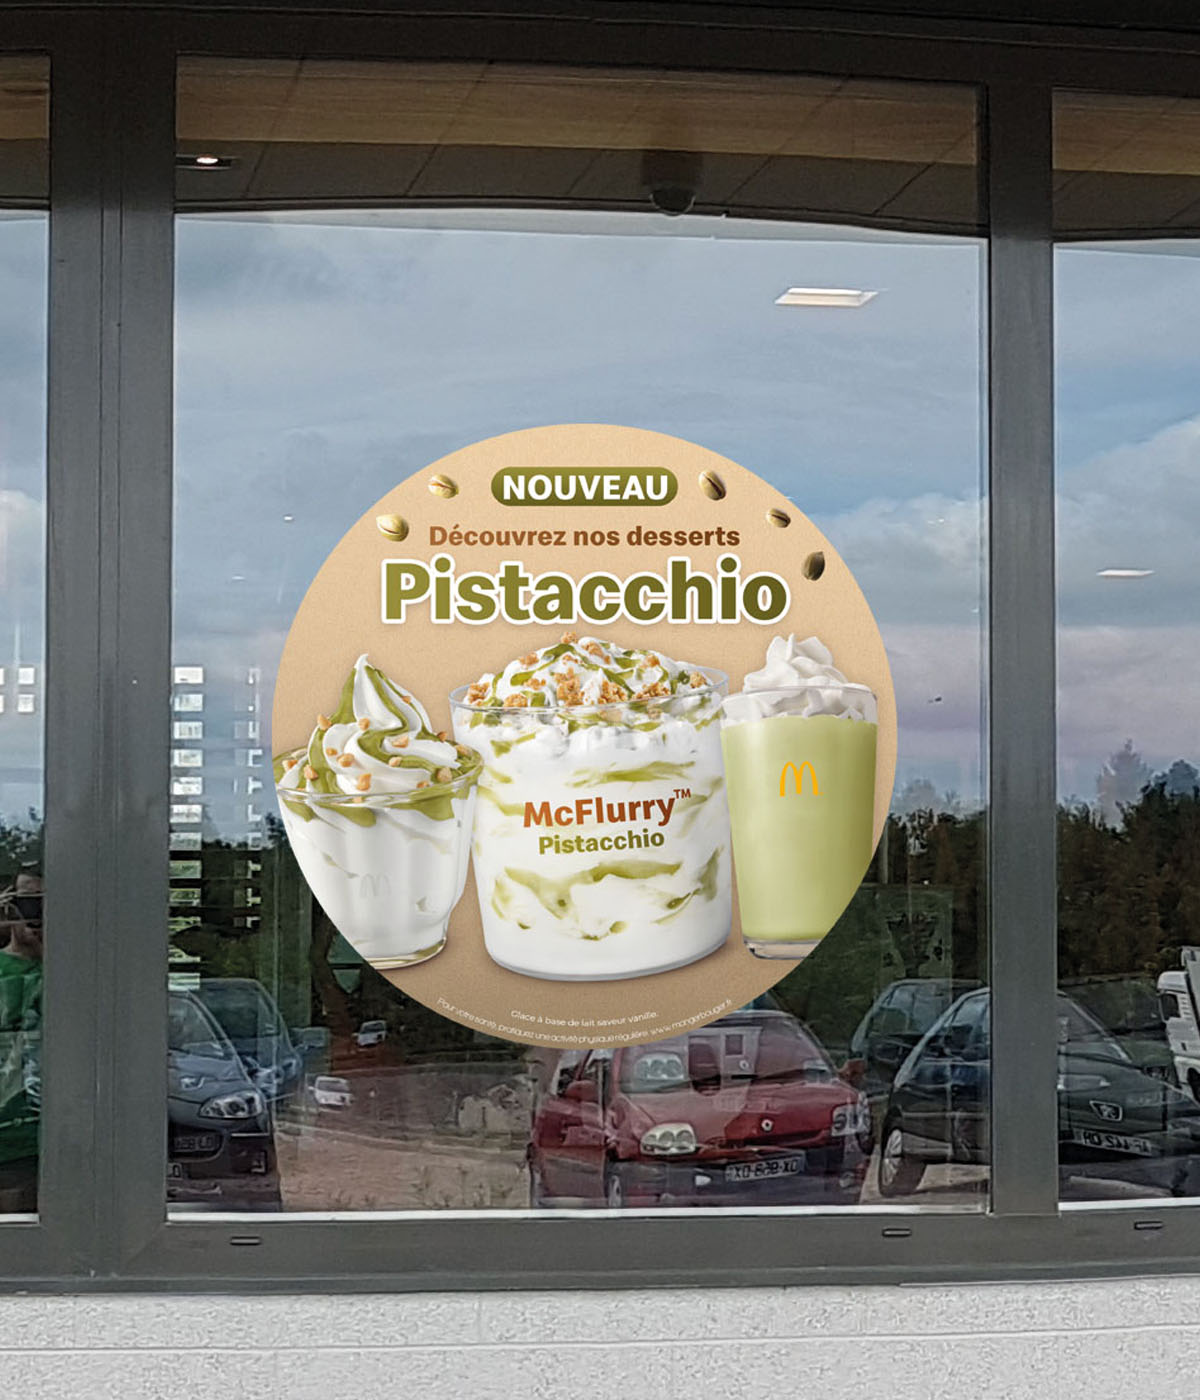 NOUVEAU
Découvrez nos desserts
Pistacchio
McFlurry™
Pistacchio
Glace à base de lait saveur vanille.
Pour votre santé, pratiquez une activité physique régulière. www.mangerbouger.fr